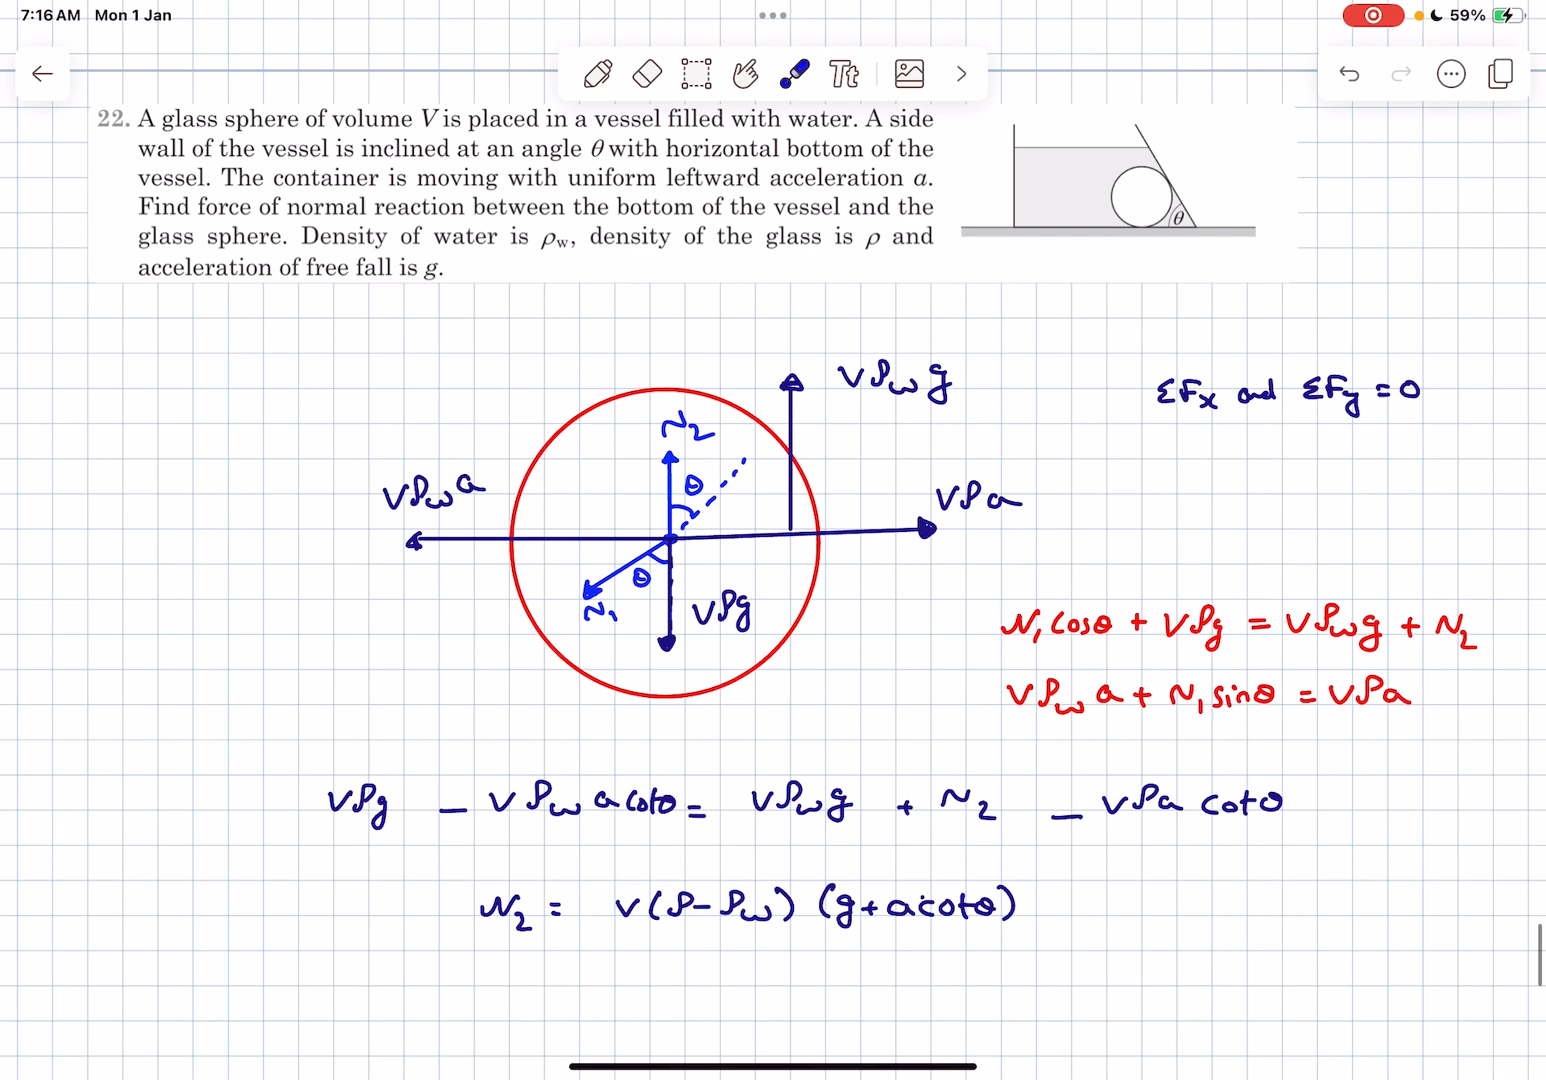 7:16 AM Mon 1 Jan
59%
Tt
22. A glass sphere of volume V is placed in a vessel filled with water. A side
wall of the vessel is inclined at an angle θ with horizontal bottom of the
vessel. The container is moving with uniform leftward acceleration a.
Find force of normal reaction between the bottom of the vessel and the
glass sphere. Density of water is ρw, density of the glass is ρ and
acceleration of free fall is g.
θ
Vρwg
ΣFx and ΣFy = 0
N2
θ
Vρwa
Vρa
θ
N1
Vρg
N1 cosθ + Vρg = Vρwg + N2
Vρwa + N1 sinθ = Vρa
Vρg - Vρw a cotθ = Vρwg + N2 - Vρa cotθ
N2 = V(ρ-ρw) (g+acotθ)